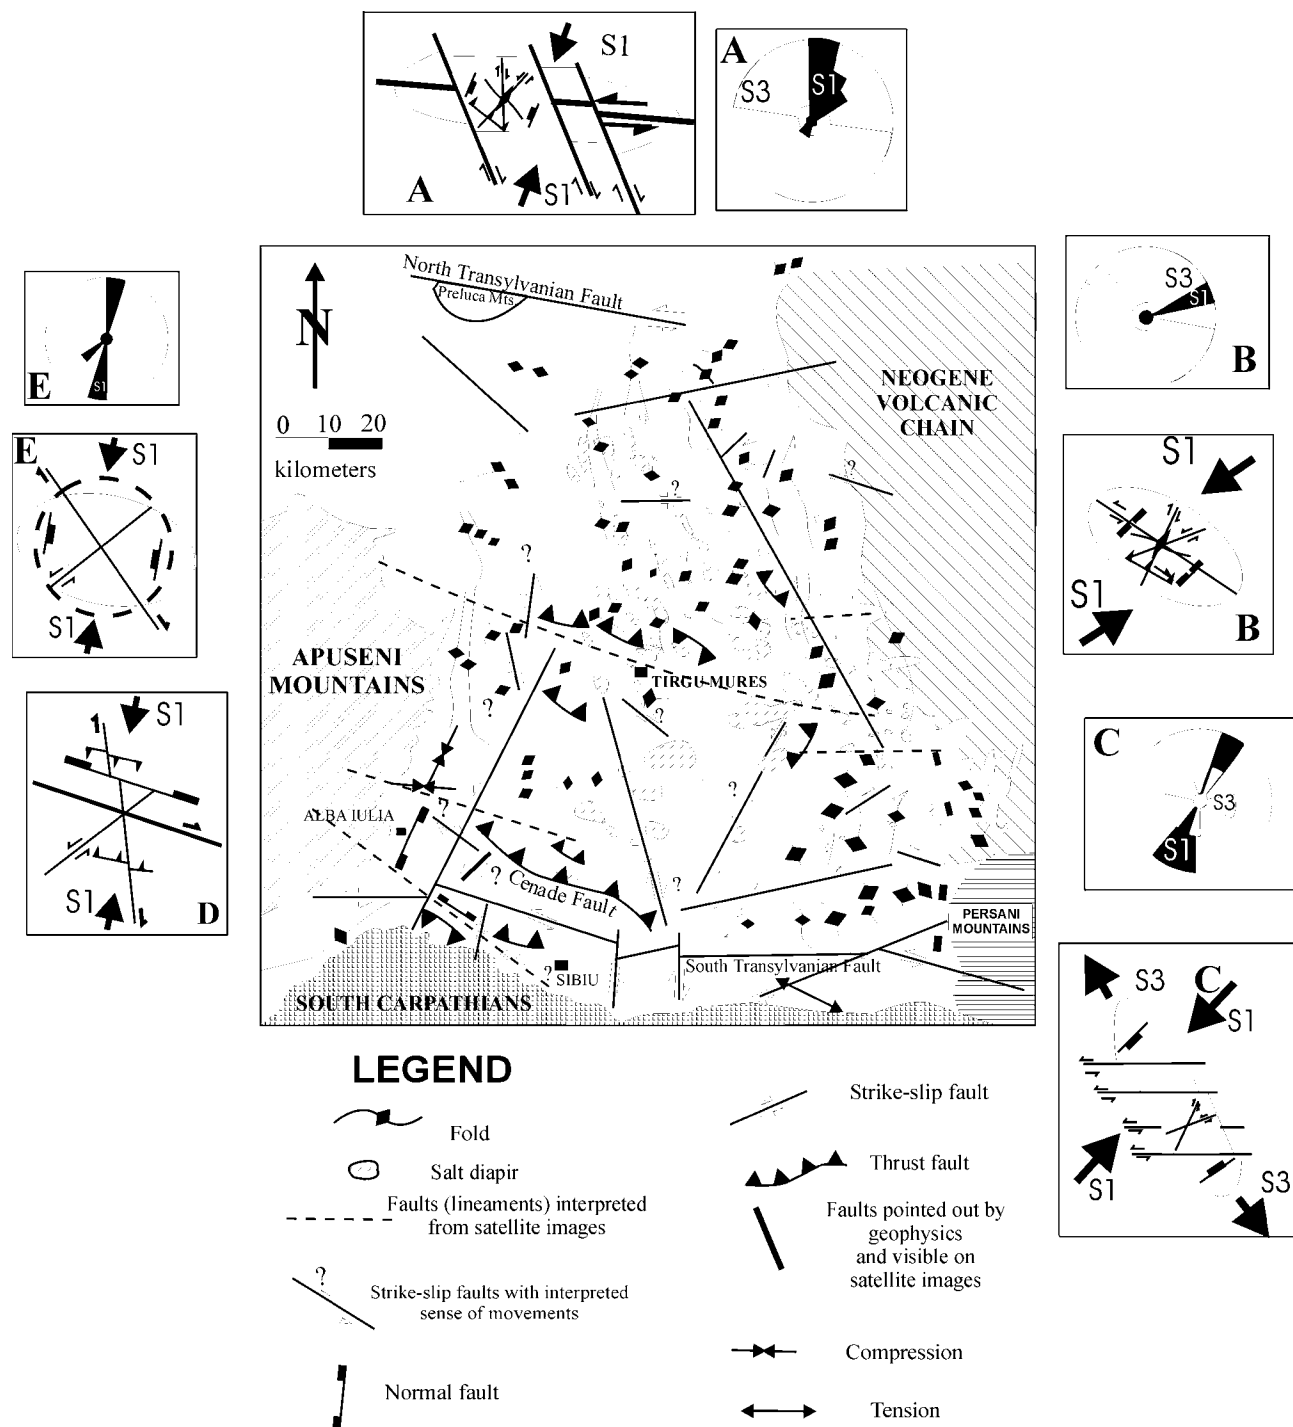 S1
A
S1
A
S3
S1
North Transylvanian Fault
Preluca Mts
N
0 10 20
kilometers
NEOGENE
VOLCANIC
CHAIN
S3
S1
B
S1
E
E
S1
S1
S1
S1
B
?
?
?
APUSENI
MOUNTAINS
TIRGU MURES
?
?
?
?
ALBA IULIA
?
?
Cenade Fault
?
?
SIBIU
South Transylvanian Fault
PERSANI
MOUNTAINS
SOUTH CARPATHIANS
S1
S1
D
C
S3
S1
S3
C
S1
S1
S3
LEGEND
Fold
Salt diapir
Faults (lineaments) interpreted
from satellite images
?
Strike-slip faults with interpreted
sense of movements
Normal fault
Strike-slip fault
Thrust fault
Faults pointed out by
geophysics
and visible on
satellite images
Compression
Tension